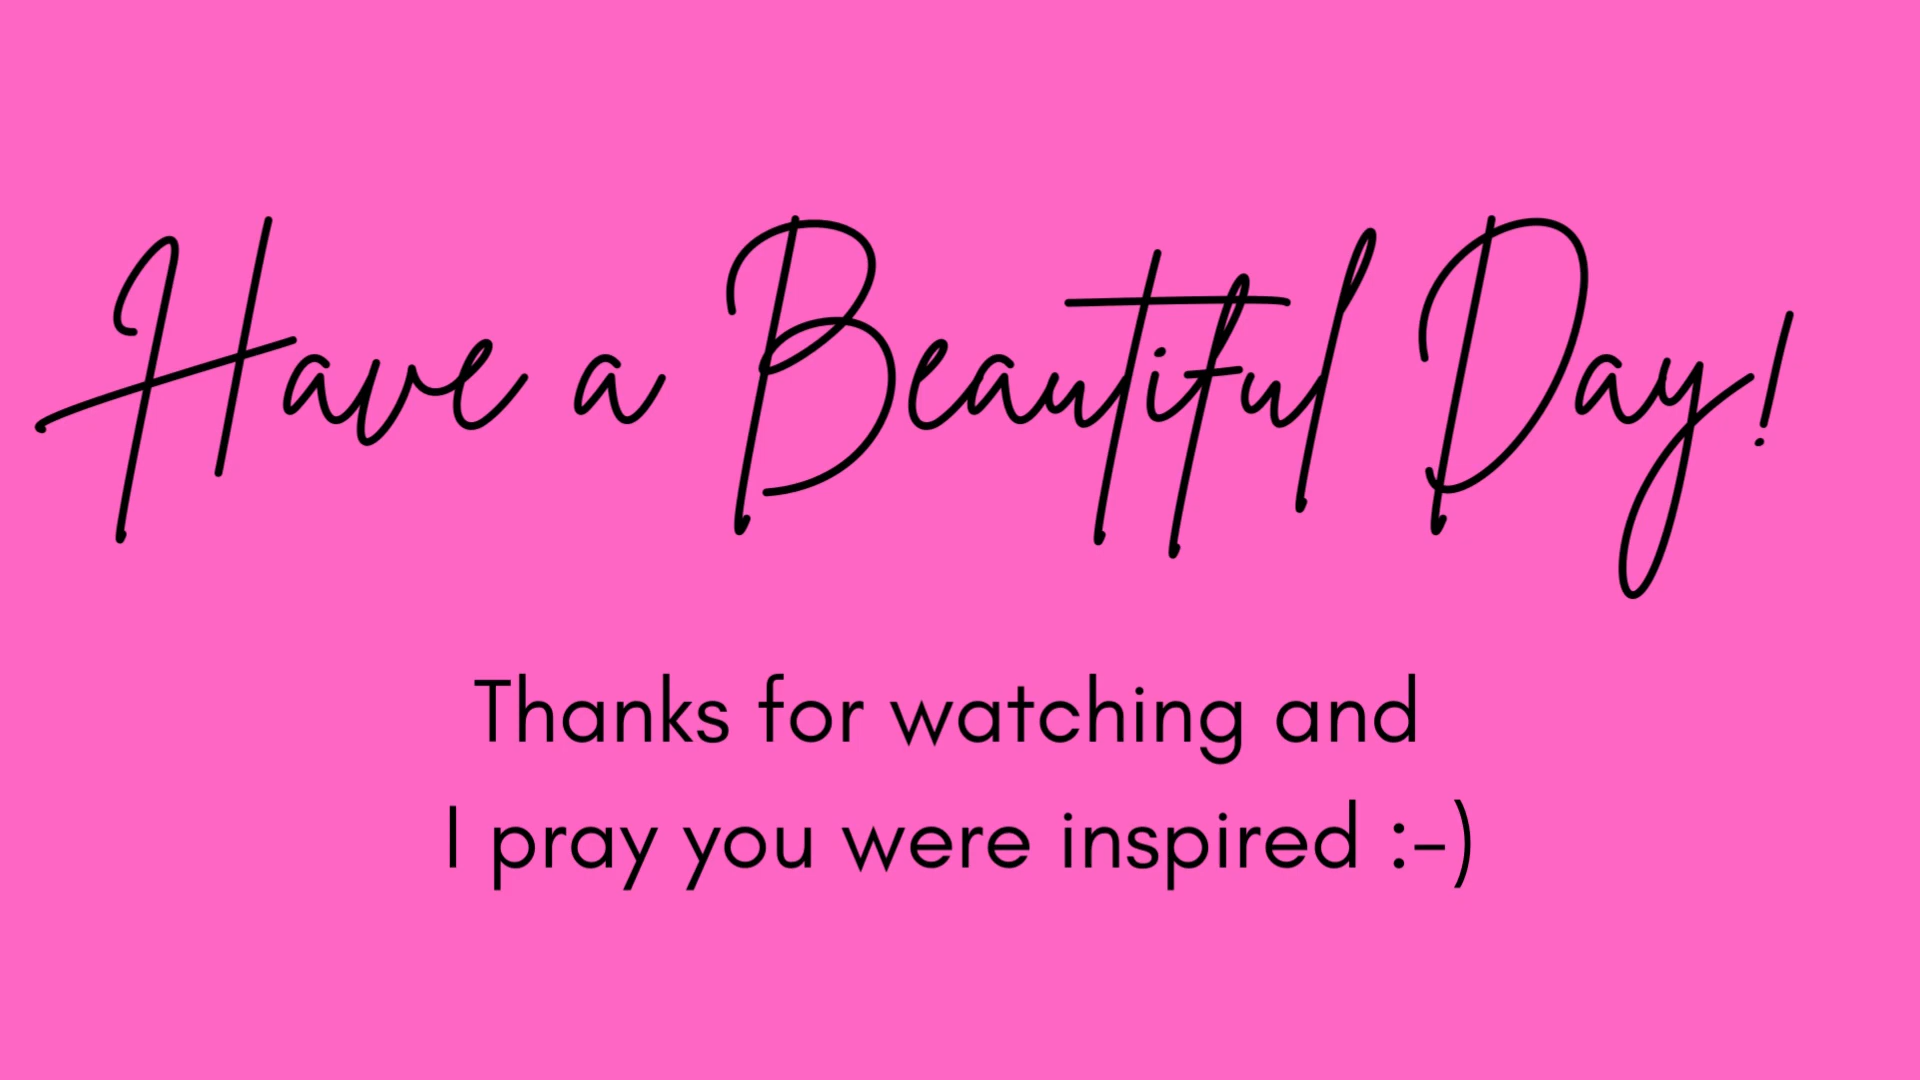 Have a Beautiful Day!
Thanks for watching and
I pray you were inspired :-)